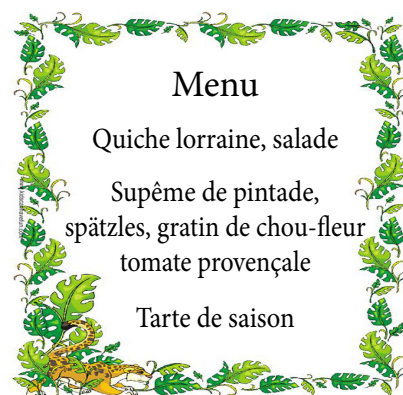 Menu
Quiche lorraine, salade
Supême de pintade,
spätzles, gratin de chou-fleur
tomate provençale
Tarte de saison